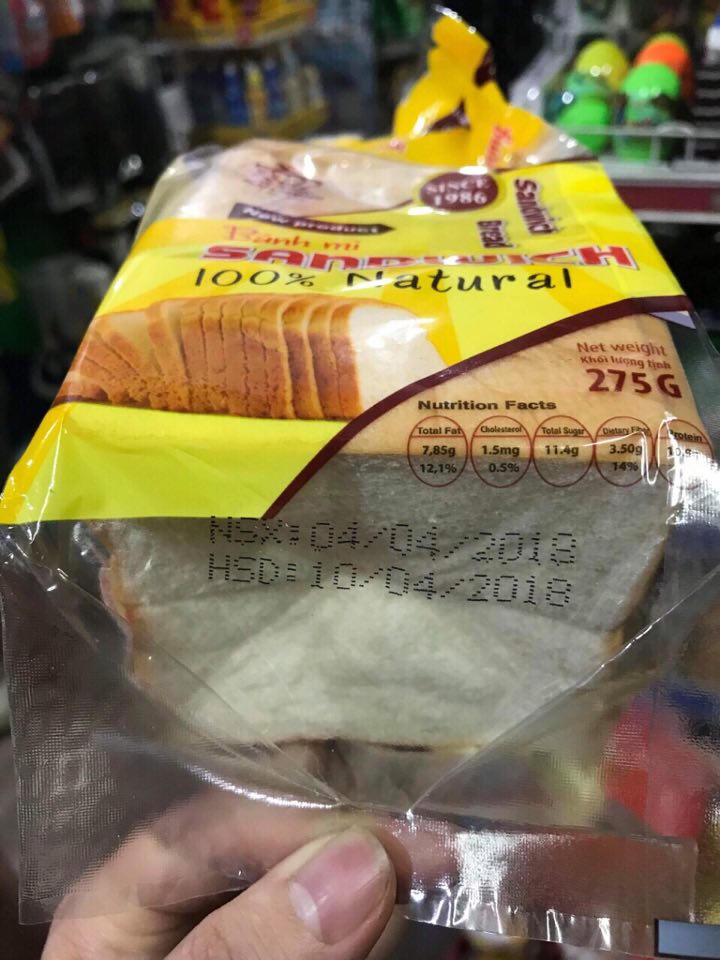 SINCE
1986
Sandwich
Bread
New product
Bánh mì
SANDWICH
100% Natural
Net weight
Khối lượng tịnh
275G
Nutrition Facts
Total Fat
7,85g
12,1%
Cholesterol
1.5mg
0.5%
Total Sugar
11.4g
Dietary Fiber
3.50g
14%
Protein
NSX:04/04/2018
HSD:10/04/2018